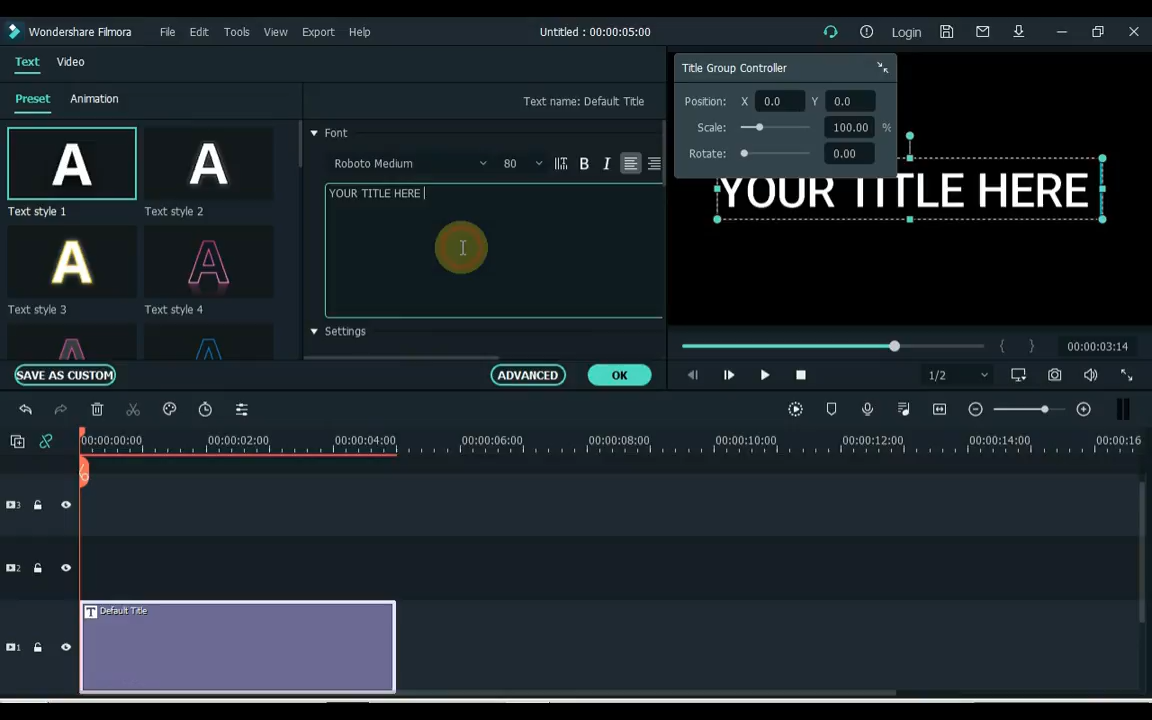 Wondershare Filmora File Edit Tools View Export Help Untitled : 00:00:05:00 Login
Text Video
Preset Animation Text name: Default Title
Title Group Controller
Position: X 0.0 Y 0.0
Scale: 100.00 %
Rotate: 0.00
Font
Roboto Medium 80 B I
YOUR TITLE HERE
YOUR TITLE HERE
Text style 1 Text style 2
Text style 3 Text style 4
Settings
SAVE AS CUSTOM ADVANCED OK
00:00:03:14
1/2
00:00:00:00 00:00:02:00 00:00:04:00 00:00:06:00 00:00:08:00 00:00:10:00 00:00:12:00 00:00:14:00 00:00:16
3
2
T Default Title
1